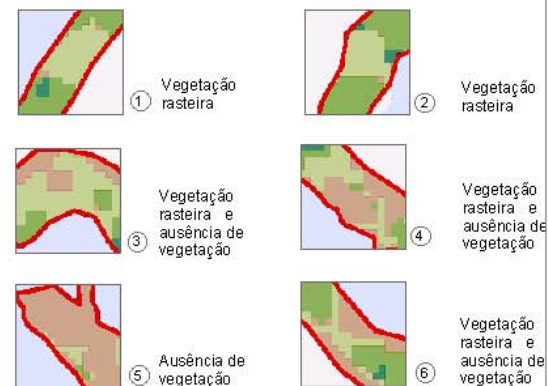 1 Vegetação
rasteira
2 Vegetação
rasteira
3 Vegetação
rasteira e
ausência de
vegetação
4 Vegetação
rasteira e
ausência de
vegetação
5 Ausência de
vegetação
6 Vegetação
rasteira e
ausência de
vegetação